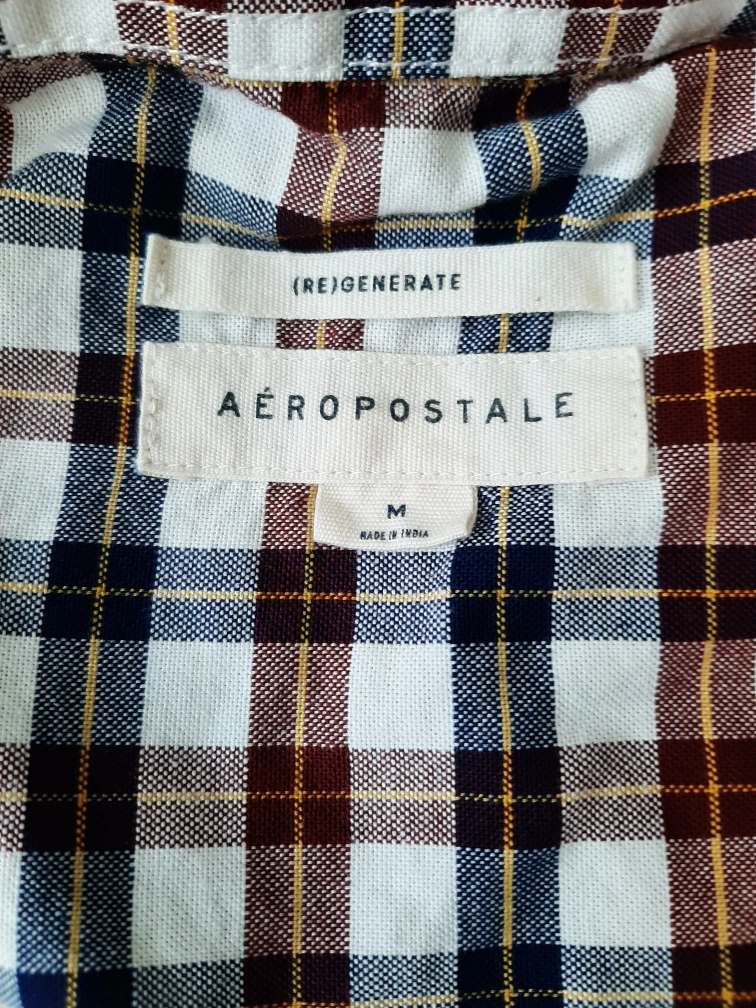 (RE)GENERATE
AÉROPOSTALE
M
MADE IN INDIA